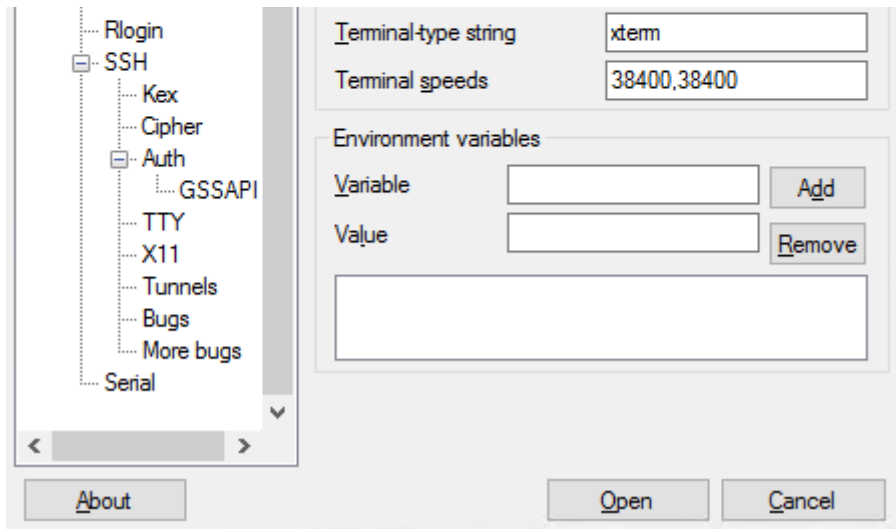 Rlogin
SSH
Kex
Cipher
Auth
GSSAPI
TTY
X11
Tunnels
Bugs
More bugs
Serial
Terminal-type string xterm
Terminal speeds 38400,38400
Environment variables
Variable Add
Value Remove
About Open Cancel